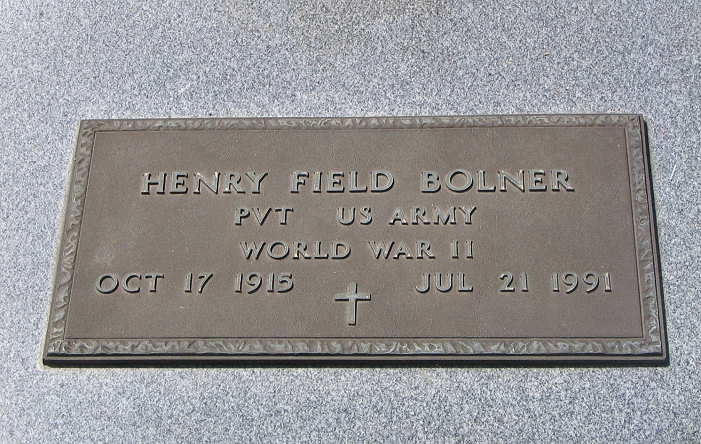 HENRY FIELD BOLNER
PVT US ARMY
WORLD WAR II
OCT 17 1915 JUL 21 1991